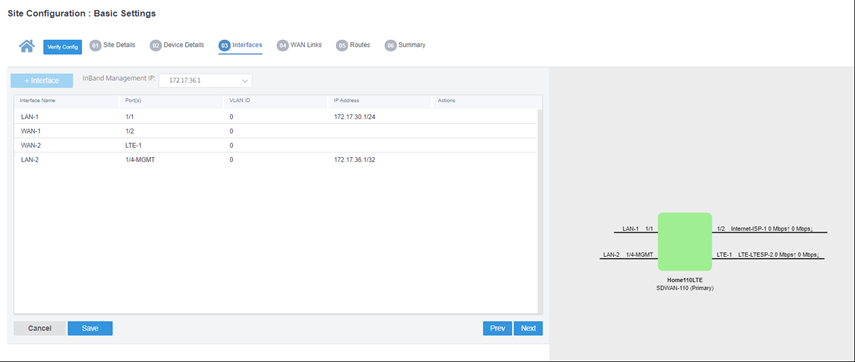 Site Configuration : Basic Settings
Verify Config 01 Site Details 02 Device Details 03 Interfaces 04 WAN Links 05 Routes 06 Summary
+ Interface InBand Management IP: 172.17.36.1
Interface Name Port(s) VLAN ID IP Address Actions
LAN-1 1/1 0 172.17.30.1/24
WAN-1 1/2 0
WAN-2 LTE-1 0
LAN-2 1/4-MGMT 0 172.17.36.1/32
LAN-1 1/1 1/2 Internet-ISP-1 0 Mbps↑ 0 Mbps↓
LAN-2 1/4-MGMT LTE-1 LTE-LTESP-2 0 Mbps↑ 0 Mbps↓
Home110LTE
SDWAN-110 (Primary)
Cancel Save Prev Next